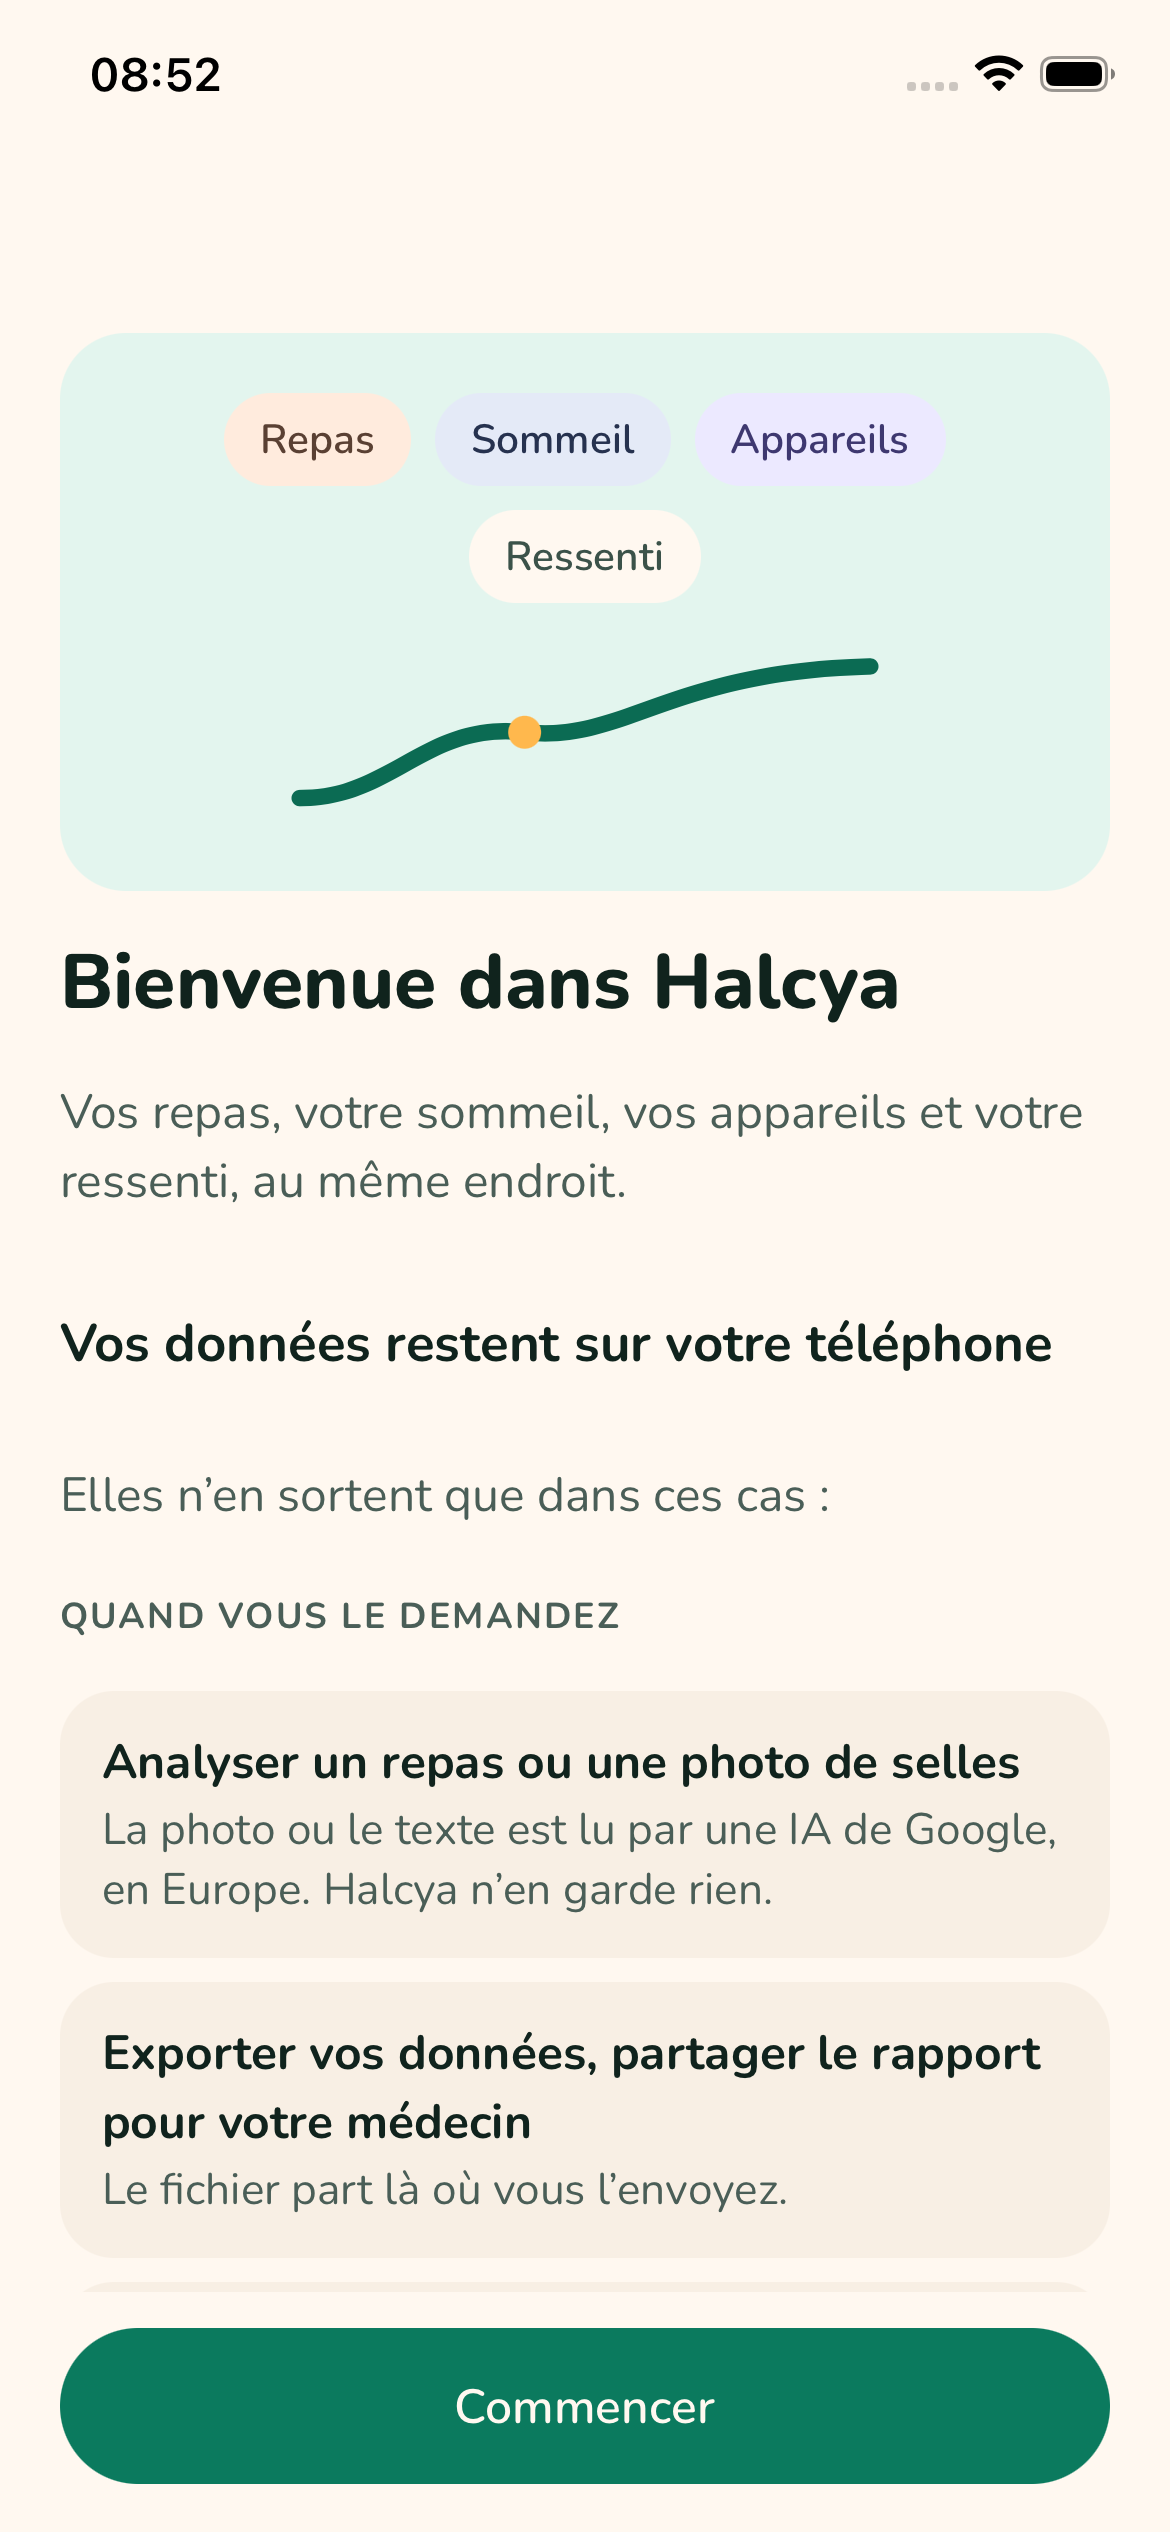 08:52
Repas
Sommeil
Appareils
Ressenti
Bienvenue dans Halcya
Vos repas, votre sommeil, vos appareils et votre
ressenti, au même endroit.
Vos données restent sur votre téléphone
Elles n’en sortent que dans ces cas :
QUAND VOUS LE DEMANDEZ
Analyser un repas ou une photo de selles
La photo ou le texte est lu par une IA de Google,
en Europe. Halcya n’en garde rien.
Exporter vos données, partager le rapport
pour votre médecin
Le fichier part là où vous l’envoyez.
Commencer